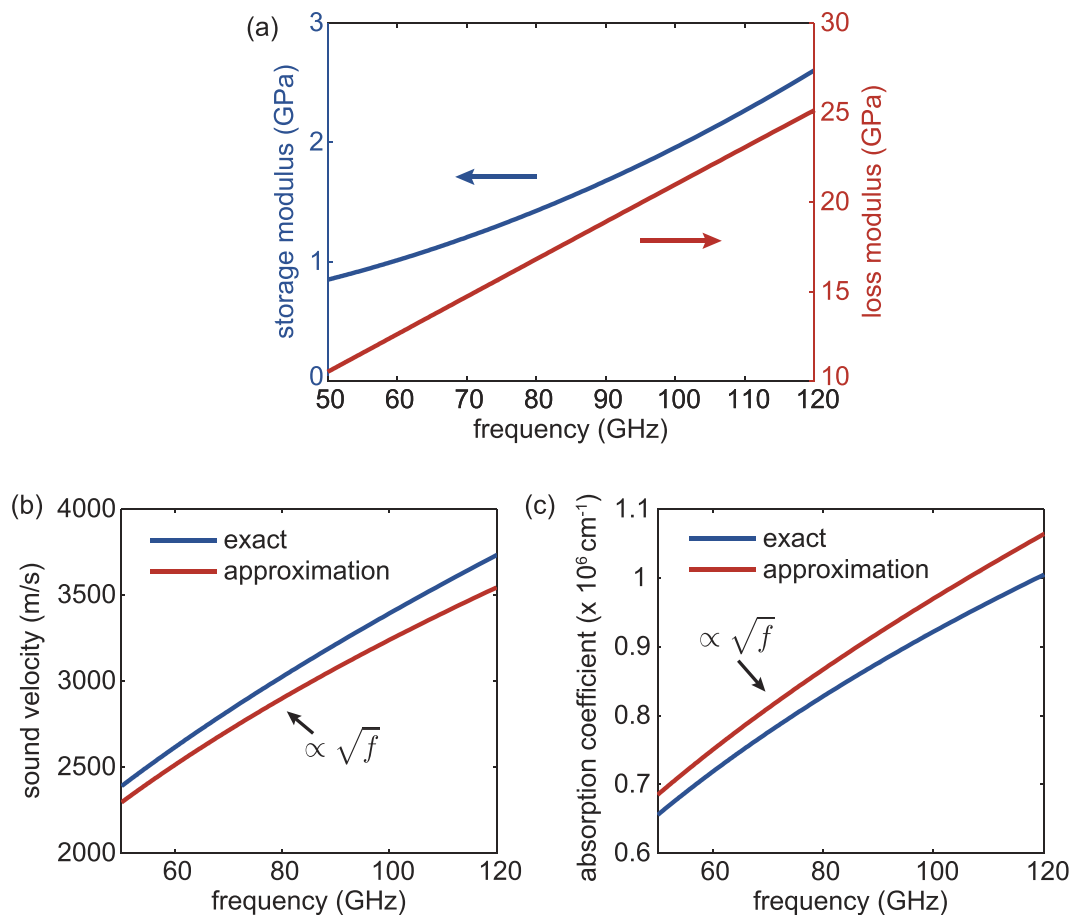 (a)
storage modulus (GPa)
3
2
1
0
30
25
20
15
10
loss modulus (GPa)
50 60 70 80 90 100 110 120
frequency (GHz)
(b)
sound velocity (m/s)
4000
3500
3000
2500
2000
exact
approximation
∝ √f
60 80 100 120
frequency (GHz)
(c)
absorption coefficient (x 10⁶ cm⁻¹)
1.1
1
0.9
0.8
0.7
0.6
exact
approximation
∝ √f
60 80 100 120
frequency (GHz)